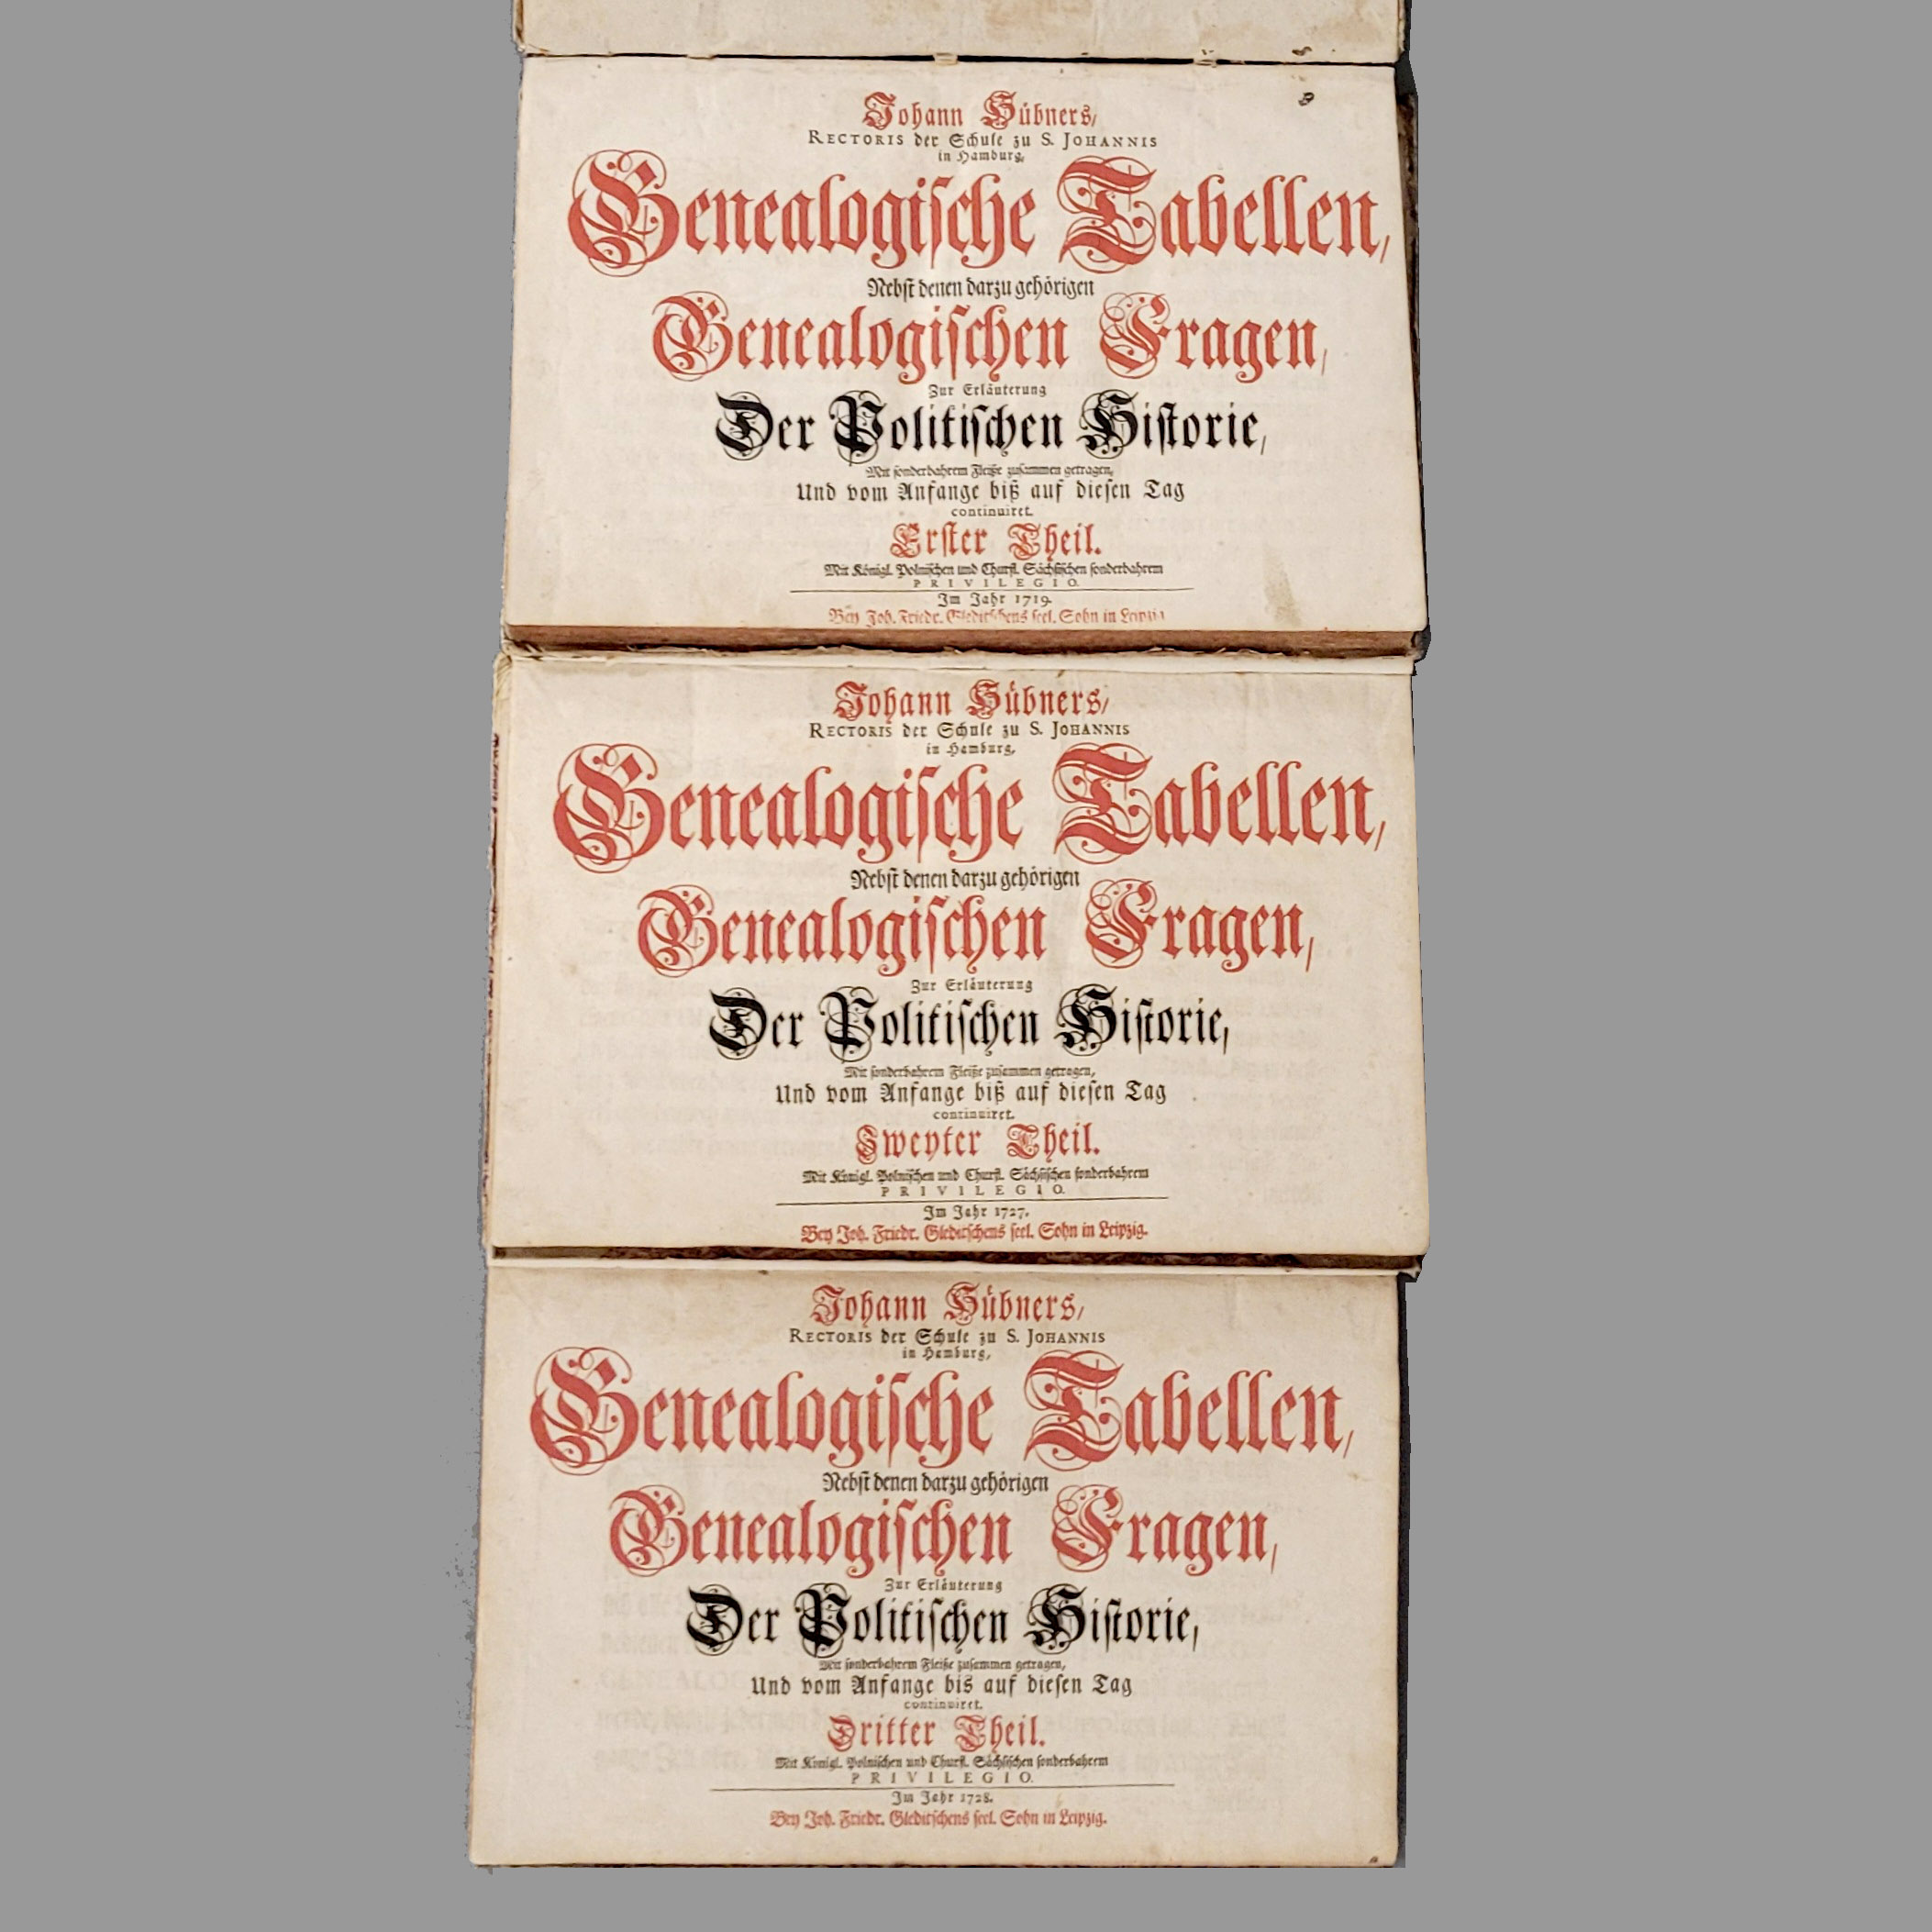 Johann Hübners,
RECTORIS der Schule zu S. JOHANNIS
in Hamburg,
Genealogische Tabellen,
Nebst denen darzu gehörigen
Genealogischen Fragen,
Zur Erläuterung
Der Politischen Historie,
Mit sonderbahrem Fleiße zusammen getragen,
Und vom Anfange biß auf diesen Tag
continuiret.
Erster Theil.
Mit Königl. Polnischen und Churfl. Sächsischen sonderbahrem
PRIVILEGIO.
Im Jahr 1719.
Bey Joh. Friedr. Gleditschens seel. Sohn in Leipzig
Johann Hübners,
RECTORIS der Schule zu S. JOHANNIS
in Hamburg,
Genealogische Tabellen,
Nebst denen darzu gehörigen
Genealogischen Fragen,
Zur Erläuterung
Der Politischen Historie,
Mit sonderbahrem Fleiße zusammen getragen,
Und vom Anfange biß auf diesen Tag
continuiret.
Zweyter Theil.
Mit Königl. Polnischen und Churfl. Sächsischen sonderbahrem
PRIVILEGIO.
Im Jahr 1727.
Bey Joh. Friedr. Gleditschens seel. Sohn in Leipzig.
Johann Hübners,
RECTORIS der Schule zu S. JOHANNIS
in Hamburg,
Genealogische Tabellen,
Nebst denen darzu gehörigen
Genealogischen Fragen,
Zur Erläuterung
Der Politischen Historie,
Mit sonderbahrem Fleiße zusammen getragen,
Und vom Anfange bis auf diesen Tag
continuiret.
Dritter Theil.
Mit Königl. Polnischen und Churfl. Sächsischen sonderbahrem
PRIVILEGIO.
Im Jahr 1728.
Bey Joh. Friedr. Gleditschens seel. Sohn in Leipzig.